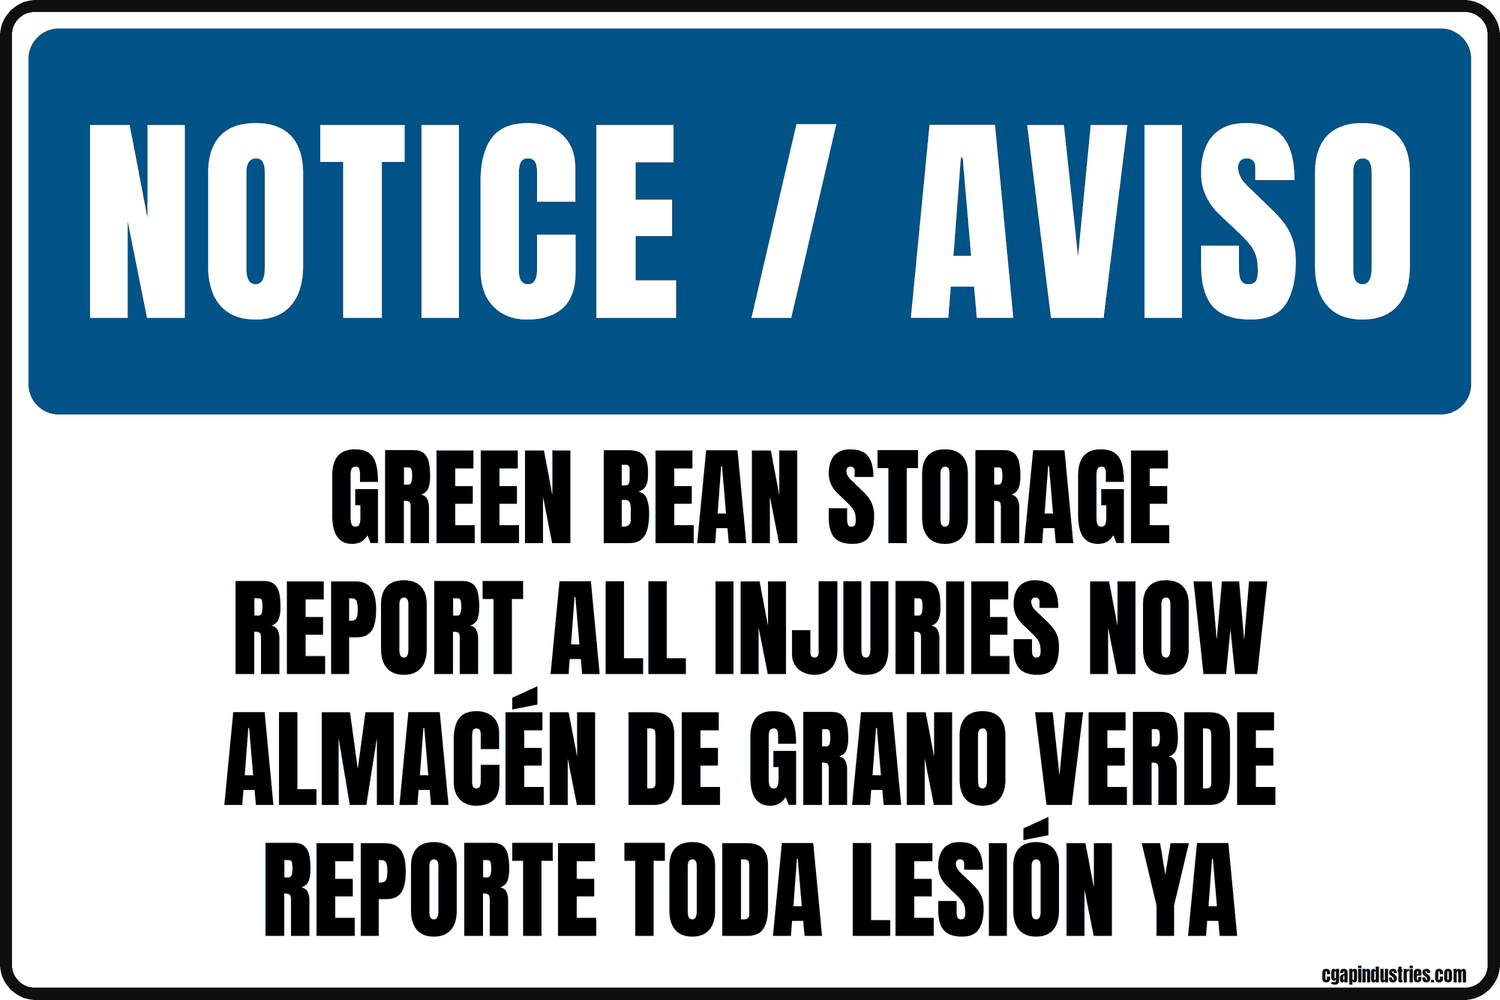 NOTICE / AVISO
GREEN BEAN STORAGE
REPORT ALL INJURIES NOW
ALMACÉN DE GRANO VERDE
REPORTE TODA LESIÓN YA
cgapindustries.com